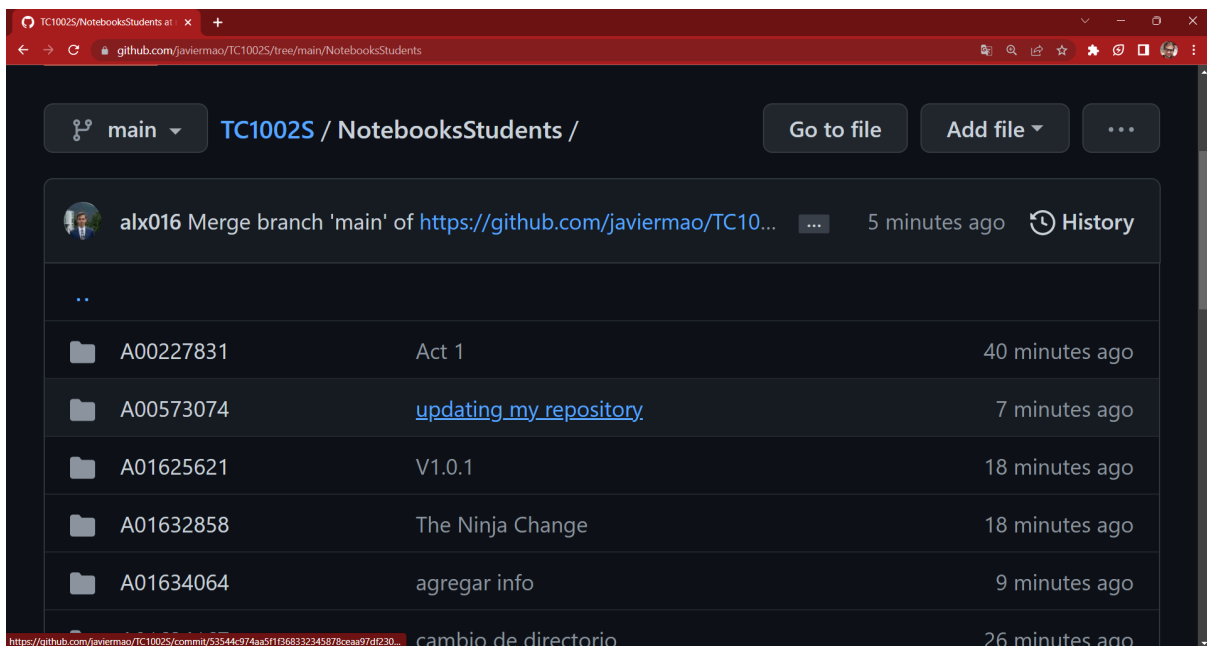 TC1002S/NotebooksStudents at
github.com/javiermao/TC1002S/tree/main/NotebooksStudents
main TC1002S / NotebooksStudents / Go to file Add file ...
alx016 Merge branch 'main' of https://github.com/javiermao/TC10... ... 5 minutes ago History
..
A00227831 Act 1 40 minutes ago
A00573074 updating my repository 7 minutes ago
A01625621 V1.0.1 18 minutes ago
A01632858 The Ninja Change 18 minutes ago
A01634064 agregar info 9 minutes ago
cambio de directorio 26 minutes ago
https://github.com/javiermao/TC1002S/commit/53544c974aa5f1f368332345878ceaa97df230...